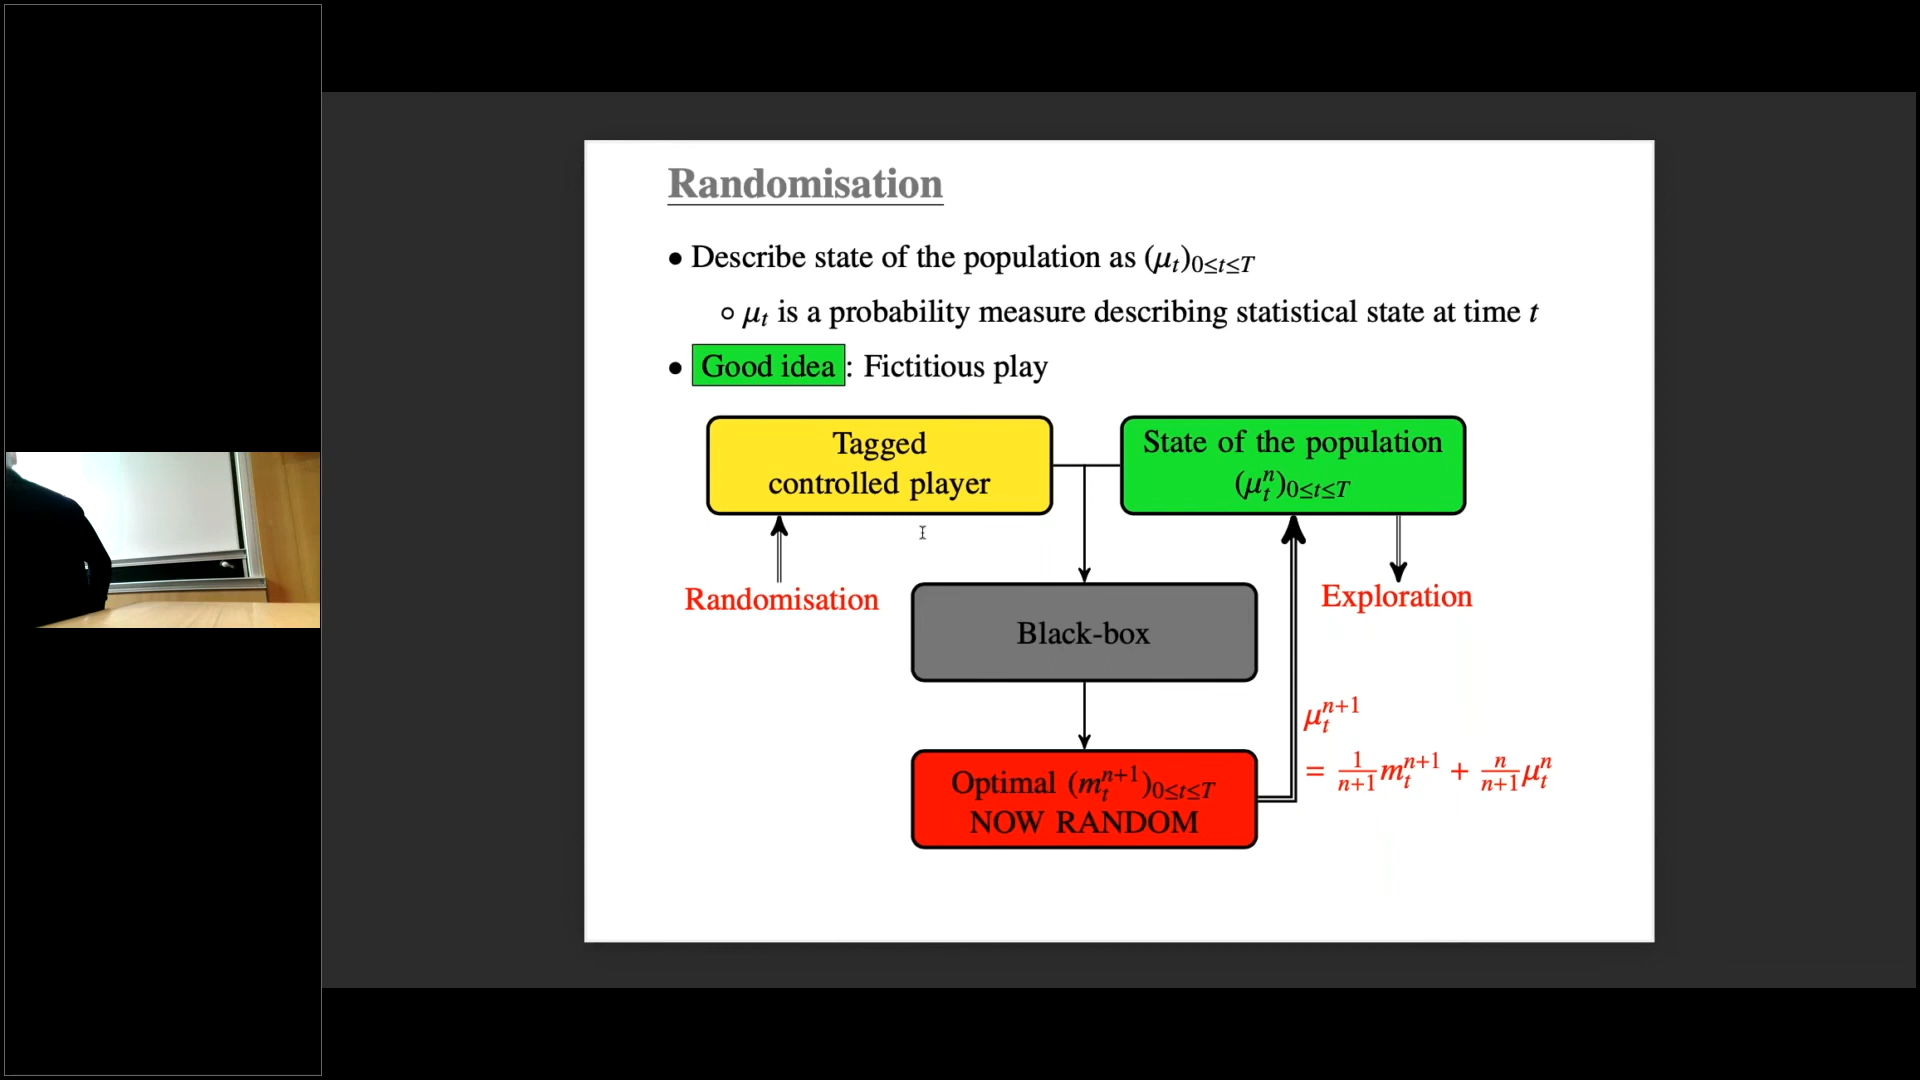 Randomisation
• Describe state of the population as (μ_t)_{0≤t≤T}
∘ μ_t is a probability measure describing statistical state at time t
• Good idea : Fictitious play
Tagged
controlled player
State of the population
(μ_t^n)_{0≤t≤T}
Randomisation
Exploration
Black-box
μ_t^{n+1}
= \frac{1}{n+1} m_t^{n+1} + \frac{n}{n+1} μ_t^n
Optimal (m_t^{n+1})_{0≤t≤T}
NOW RANDOM